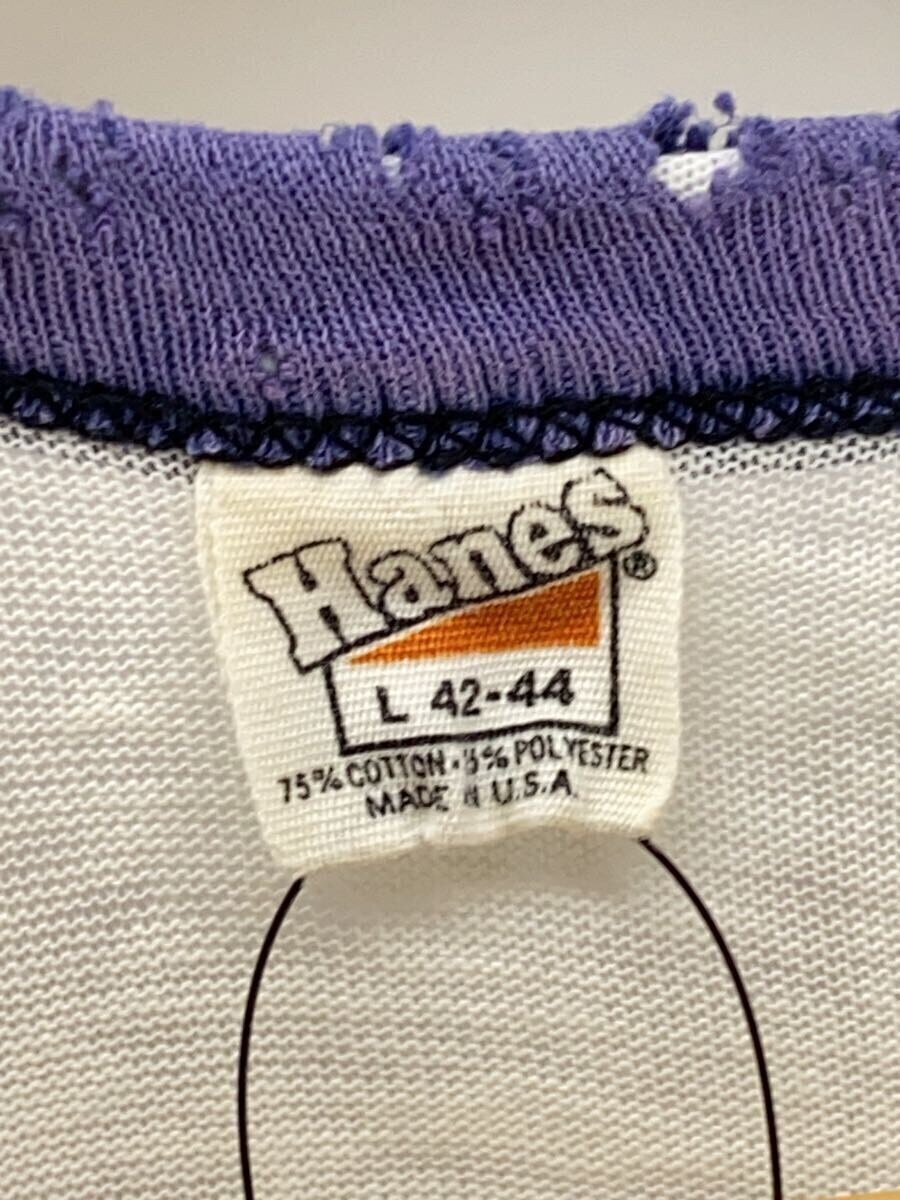 Hanes®
L 42-44
75% COTTON • % POLYESTER
MADE U.S.A.